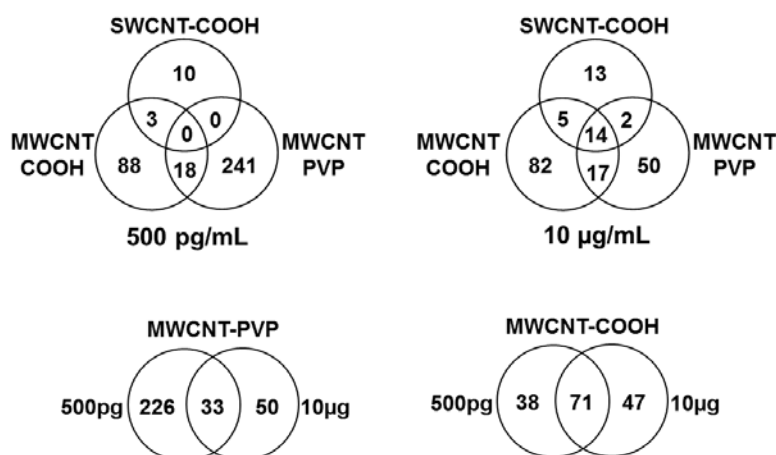 SWCNT-COOH
10
3
0
0
MWCNT
COOH
88
18
241
MWCNT
PVP
500 pg/mL
SWCNT-COOH
13
5
14
2
MWCNT
COOH
82
17
50
MWCNT
PVP
10 µg/mL
MWCNT-PVP
500pg 226 33 50 10µg
MWCNT-COOH
500pg 38 71 47 10µg